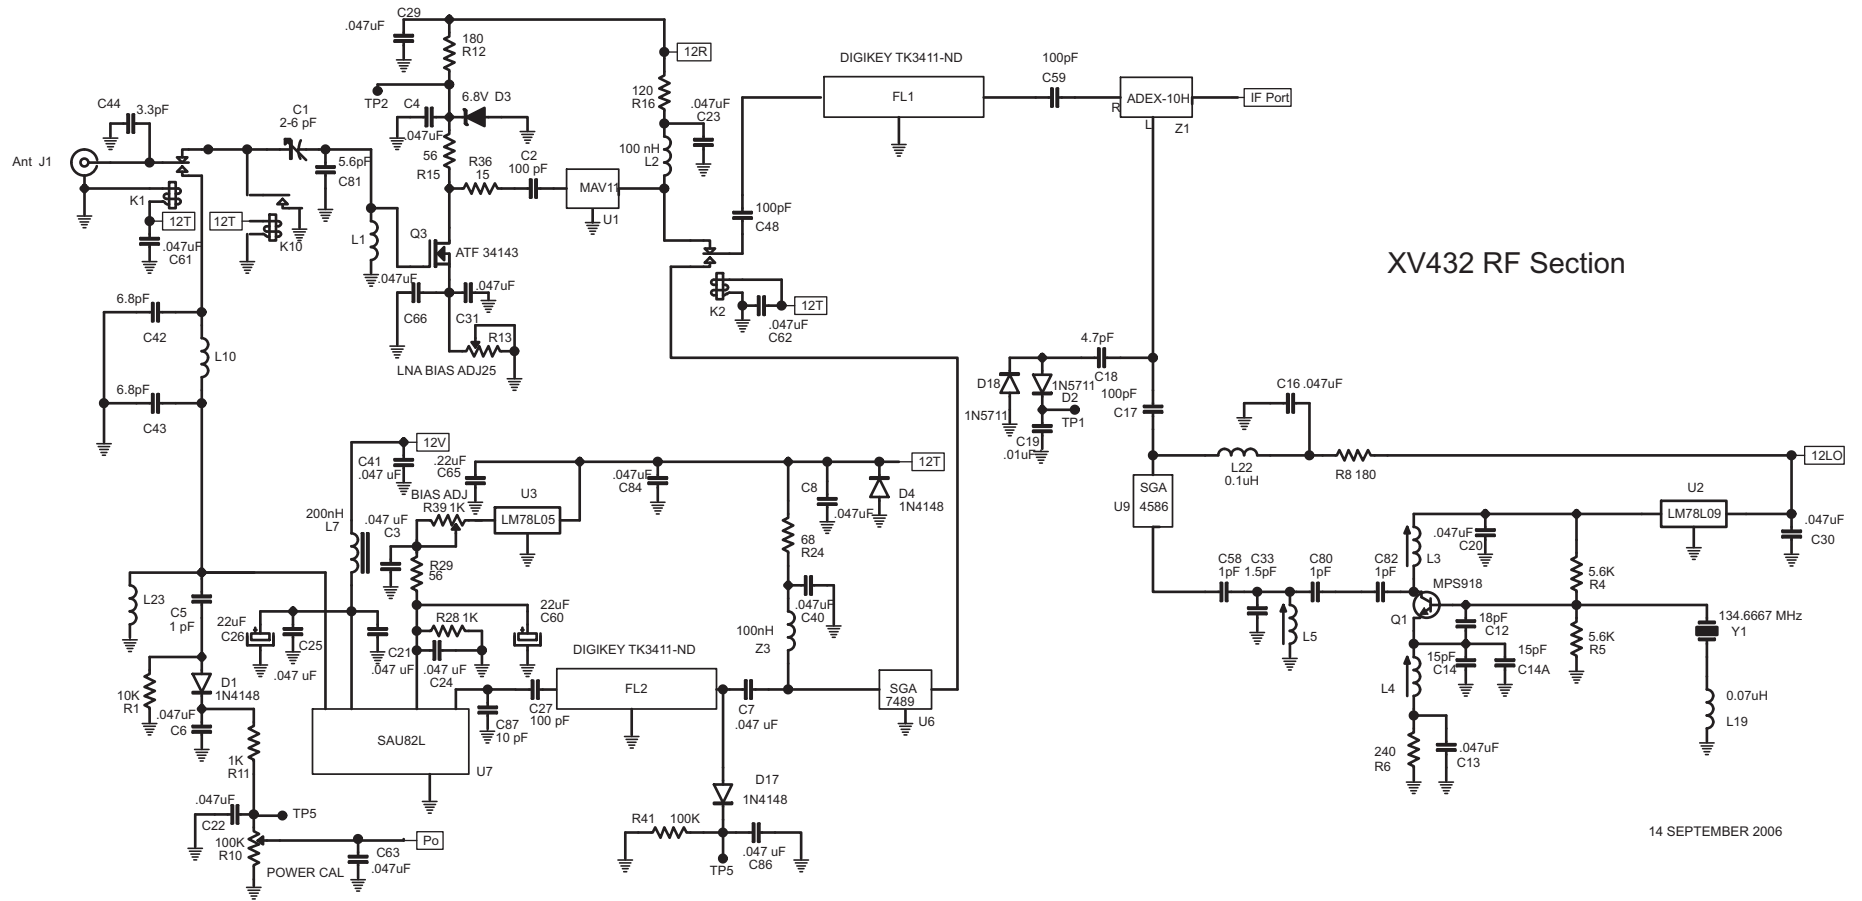 C29
.047uF
180
R12
12R
DIGIKEY TK3411-ND
100pF
C59
FL1
ADEX-10H
R
L
Z1
IF Port
TP2
C4
6.8V D3
.047uF
120
R16
.047uF
C23
C44
3.3pF
C1
2-6 pF
Ant J1
5.6pF
C81
56
R15
R36
15
C2
100 pF
100 nH
L2
MAV11
U1
K1
12T
12T
.047uF
C61
K10
L1
Q3
ATF 34143
100pF
C48
XV432 RF Section
.047uF
C66
.047uF
C31
R13
LNA BIAS ADJ25
K2
12T
.047uF
C62
6.8pF
C42
L10
6.8pF
C43
4.7pF
C18
D18
1N5711
1N5711
D2
TP1
C19
.01uF
100pF
C17
C16 .047uF
L22
0.1uH
R8 180
12LO
12V
C41
.047 uF
.22uF
C65
12T
.047uF
C84
C8
.047uF
D4
1N4148
U9
SGA
4586
U2
LM78L09
.047uF
C30
BIAS ADJ
R39 1K
U3
LM78L05
200nH
L7
.047 uF
C3
R29
56
68
R24
.047uF
C40
100nH
Z3
C58
1pF
C33
1.5pF
C80
1pF
C82
1pF
L3
.047uF
C20
MPS918
Q1
5.6K
R4
5.6K
R5
18pF
C12
134.6667 MHz
Y1
L5
L23
C5
1 pF
22uF
C26
C25
.047 uF
C21
.047 uF
R28 1K
.047 uF
C24
22uF
C60
DIGIKEY TK3411-ND
FL2
15pF
C14
15pF
C14A
L4
0.07uH
L19
10K
R1
D1
1N4148
.047uF
C6
SAU82L
U7
C87
10 pF
C27
100 pF
C7
.047 uF
SGA
7489
U6
240
R6
.047uF
C13
1K
R11
.047uF
C22
TP5
100K
R10
POWER CAL
Po
C63
.047uF
D17
1N4148
R41 100K
TP5
.047 uF
C86
14 SEPTEMBER 2006